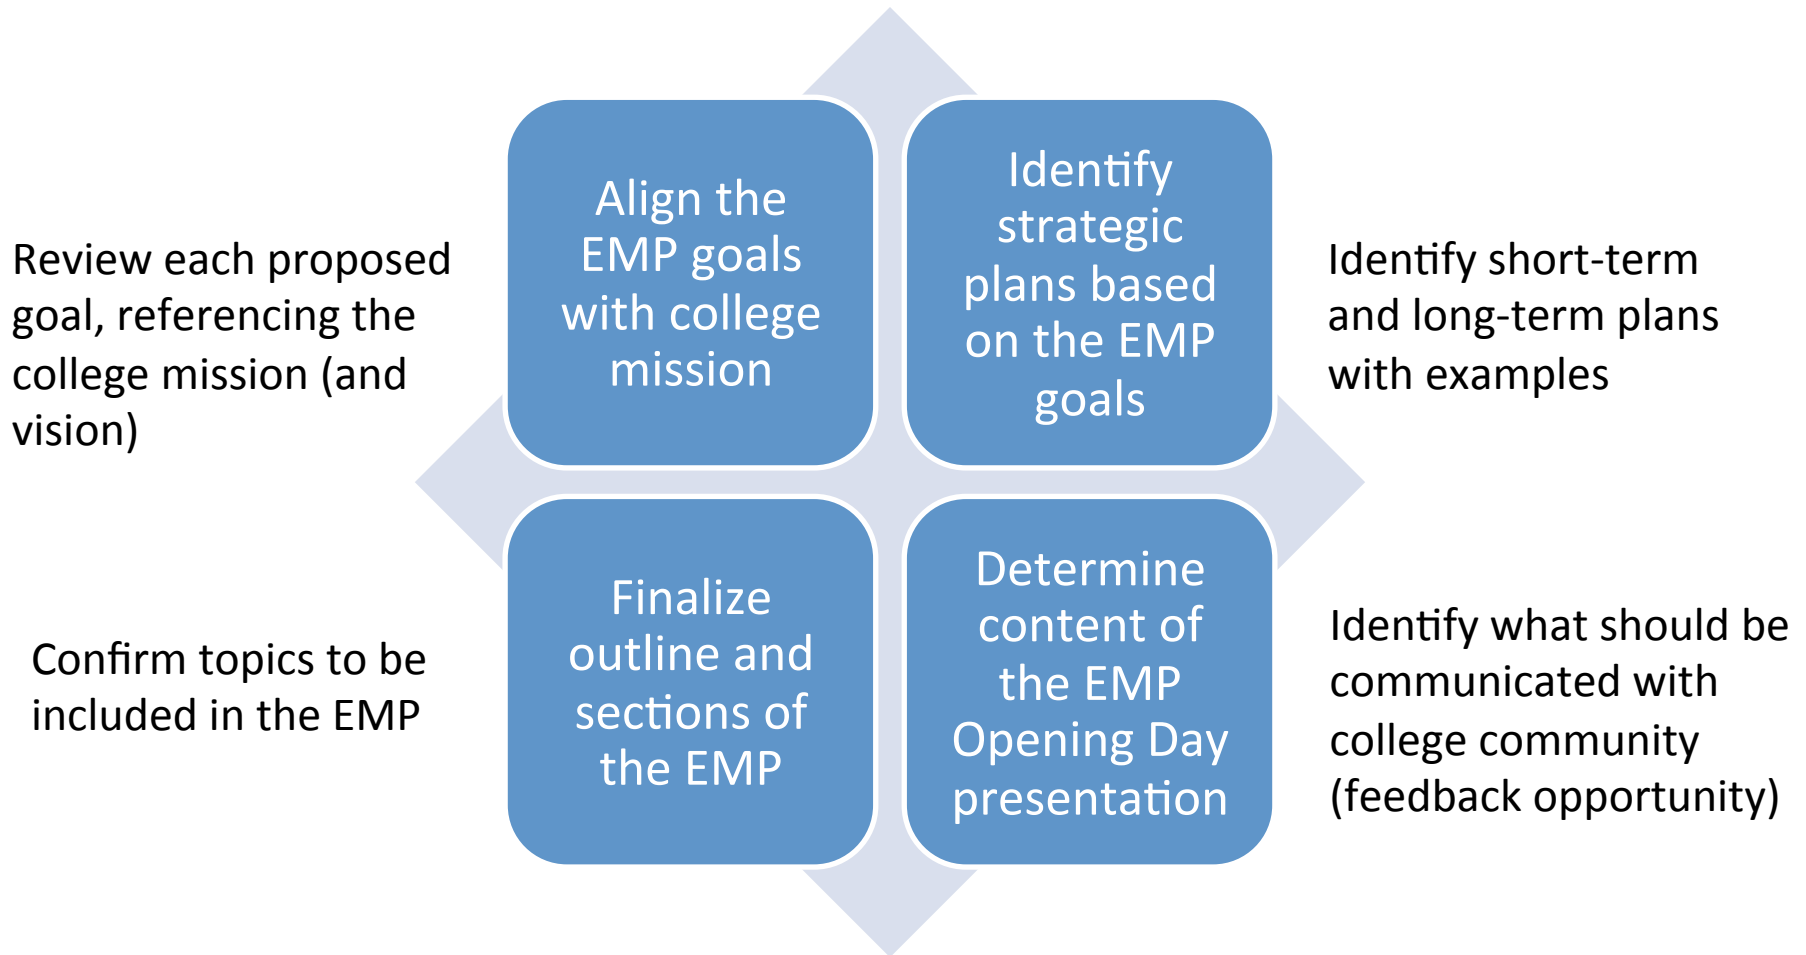 Review each proposed
goal, referencing the
college mission (and
vision)
Align the
EMP goals
with college
mission
Identify
strategic
plans based
on the EMP
goals
Identify short-term
and long-term plans
with examples
Confirm topics to be
included in the EMP
Finalize
outline and
sections of
the EMP
Determine
content of
the EMP
Opening Day
presentation
Identify what should be
communicated with
college community
(feedback opportunity)